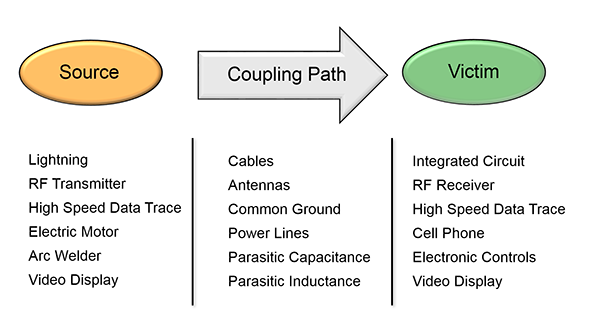 Source
Coupling Path
Victim
Lightning
RF Transmitter
High Speed Data Trace
Electric Motor
Arc Welder
Video Display
Cables
Antennas
Common Ground
Power Lines
Parasitic Capacitance
Parasitic Inductance
Integrated Circuit
RF Receiver
High Speed Data Trace
Cell Phone
Electronic Controls
Video Display